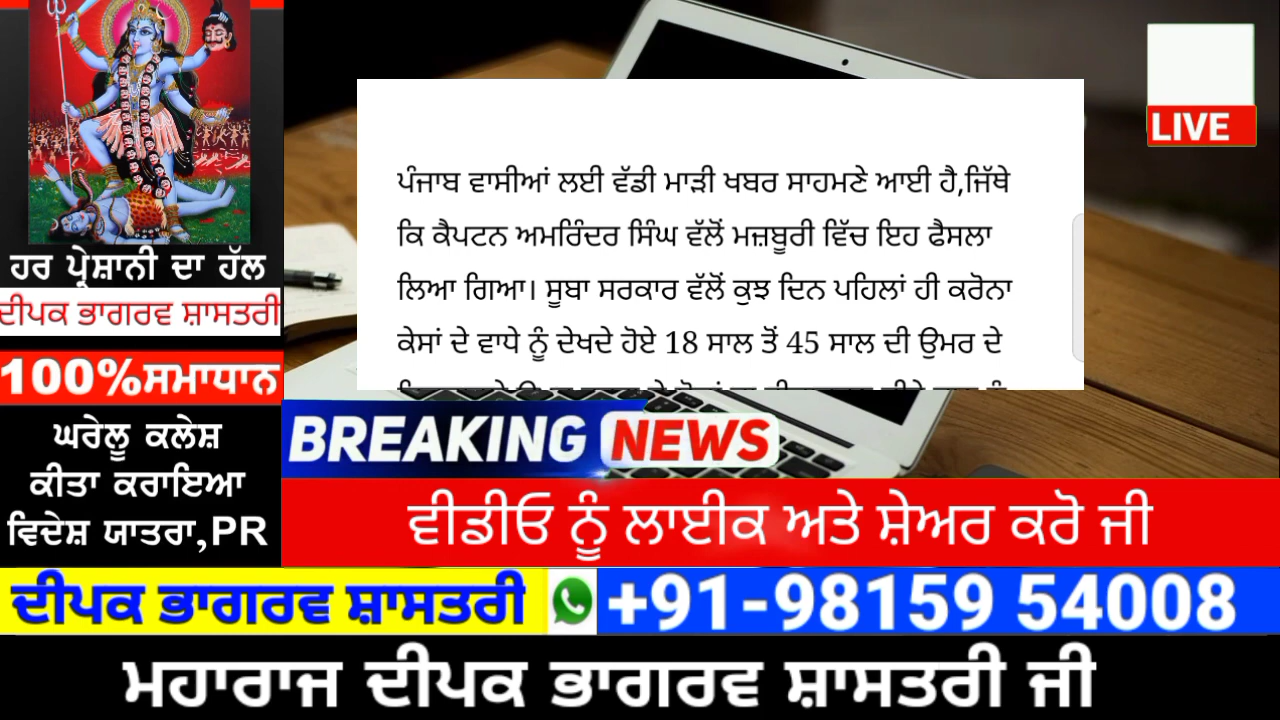 ਹਰ ਪ੍ਰੇਸ਼ਾਨੀ ਦਾ ਹੱਲ
ਦੀਪਕ ਭਾਗਰਵ ਸ਼ਾਸਤਰੀ
100%ਸਮਾਧਾਨ
ਘਰੇਲੂ ਕਲੇਸ਼
ਕੀਤਾ ਕਰਾਇਆ
ਵਿਦੇਸ਼ ਯਾਤਰਾ,PR
LIVE
ਪੰਜਾਬ ਵਾਸੀਆਂ ਲਈ ਵੱਡੀ ਮਾੜੀ ਖਬਰ ਸਾਹਮਣੇ ਆਈ ਹੈ,ਜਿੱਥੇ
ਕਿ ਕੈਪਟਨ ਅਮਰਿੰਦਰ ਸਿੰਘ ਵੱਲੋਂ ਮਜ਼ਬੂਰੀ ਵਿੱਚ ਇਹ ਫੈਸਲਾ
ਲਿਆ ਗਿਆ। ਸੂਬਾ ਸਰਕਾਰ ਵੱਲੋਂ ਕੁਝ ਦਿਨ ਪਹਿਲਾਂ ਹੀ ਕਰੋਨਾ
ਕੇਸਾਂ ਦੇ ਵਾਧੇ ਨੂੰ ਦੇਖਦੇ ਹੋਏ 18 ਸਾਲ ਤੋਂ 45 ਸਾਲ ਦੀ ਉਮਰ ਦੇ
BREAKING NEWS
ਵੀਡੀਓ ਨੂੰ ਲਾਈਕ ਅਤੇ ਸ਼ੇਅਰ ਕਰੋ ਜੀ
ਦੀਪਕ ਭਾਗਰਵ ਸ਼ਾਸਤਰੀ +91-98159 54008
ਮਹਾਰਾਜ ਦੀਪਕ ਭਾਗਰਵ ਸ਼ਾਸਤਰੀ ਜੀ